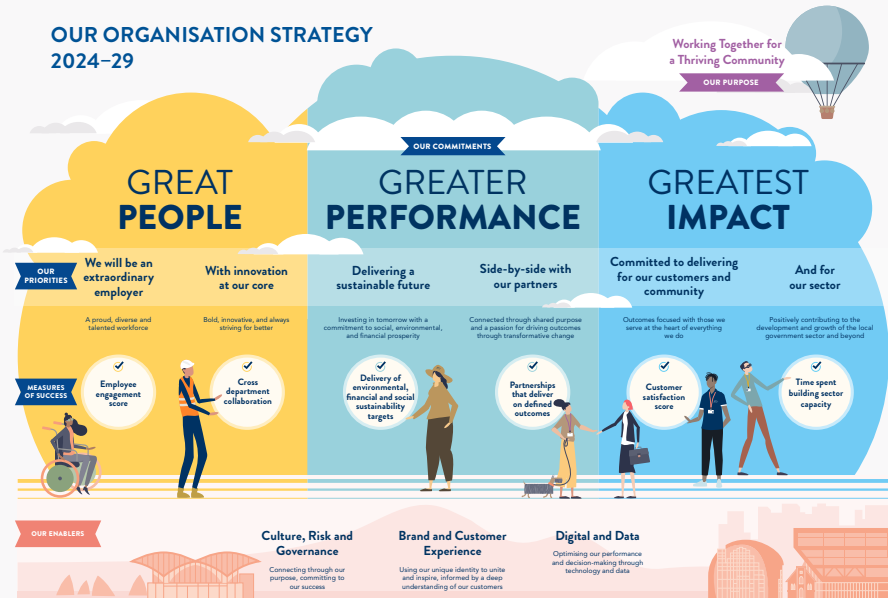 OUR ORGANISATION STRATEGY
2024–29
Working Together for
a Thriving Community
OUR PURPOSE
OUR COMMITMENTS
GREAT
PEOPLE
GREATER
PERFORMANCE
GREATEST
IMPACT
OUR
PRIORITIES
We will be an
extraordinary
employer
With innovation
at our core
Delivering a
sustainable future
Side-by-side with
our partners
Committed to delivering
for our customers and
community
And for
our sector
A proud, diverse and
talented workforce
Bold, innovative, and always
striving for better
Investing in tomorrow with a
commitment to social, environmental,
and financial prosperity
Connected through shared purpose
and a passion for driving outcomes
through transformative change
Outcomes focused with those we
serve at the heart of everything
we do
Positively contributing to the
development and growth of the local
government sector and beyond
MEASURES
OF SUCCESS
Employee
engagement
score
Cross
department
collaboration
Delivery of
environmental,
financial and social
sustainability
targets
Partnerships
that deliver
on defined
outcomes
Customer
satisfaction
score
Time spent
building sector
capacity
OUR ENABLERS
Culture, Risk and
Governance
Connecting through our
purpose, committing to
our success
Brand and Customer
Experience
Using our unique identity to unite
and inspire, informed by a deep
understanding of our customers
Digital and Data
Optimising our performance
and decision-making through
technology and data